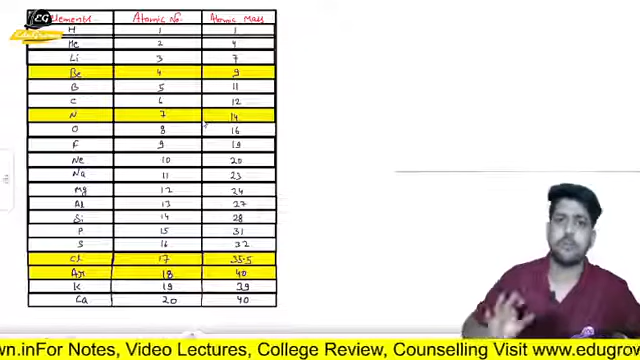 EG
EduGrown
Elements Atomic No. Atomic Mass
H 1 1
He 2 4
Li 3 7
Be 4 9
B 5 11
C 6 12
N 7 14
O 8 16
F 9 19
Ne 10 20
Na 11 23
Mg 12 24
Al 13 27
Si 14 28
P 15 31
S 16 32
Cl 17 35.5
Ar 18 40
K 19 39
Ca 20 40
wn.inFor Notes, Video Lectures, College Review, Counselling Visit www.edugrow